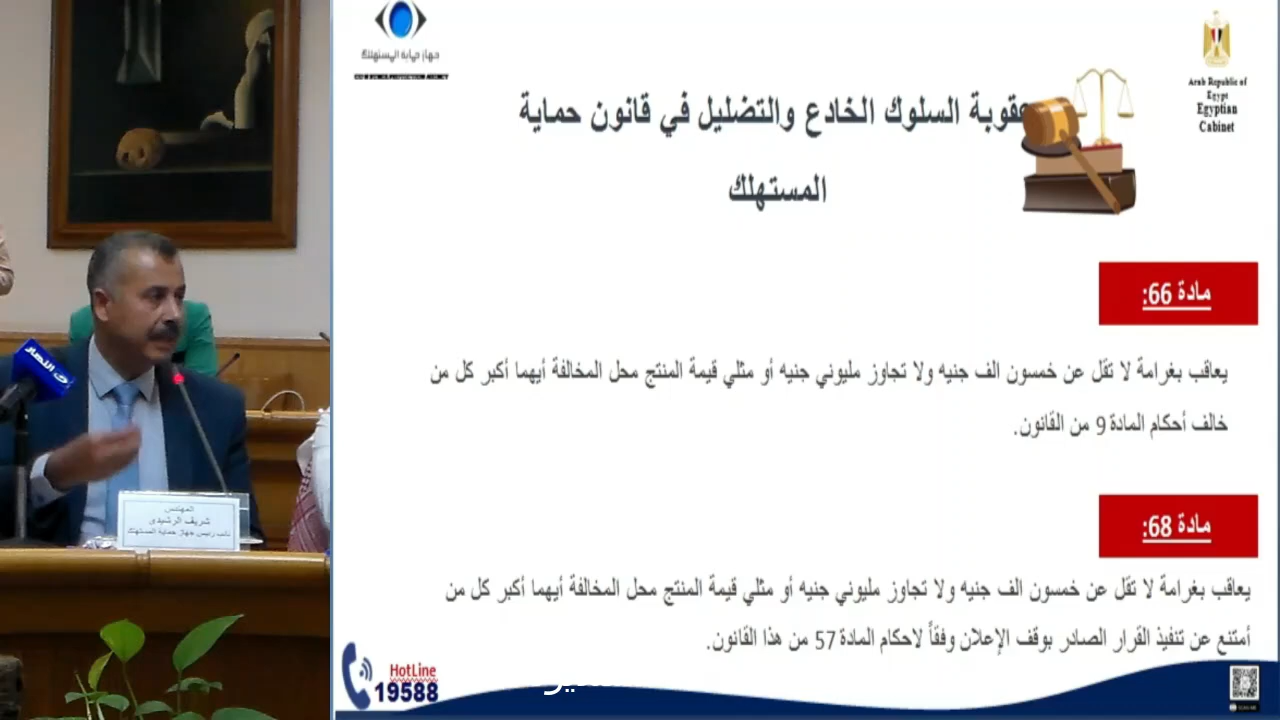 جهاز حماية المستهلك
Arab Republic of
Egypt
Egyptian
Cabinet
عقوبة السلوك الخادع والتضليل في قانون حماية
المستهلك
مادة 66:
يعاقب بغرامة لا تقل عن خمسون الف جنيه ولا تجاوز مليوني جنيه أو مثلي قيمة المنتج محل المخالفة أيهما أكبر كل من
خالف أحكام المادة 9 من القانون.
مادة 68:
يعاقب بغرامة لا تقل عن خمسون الف جنيه ولا تجاوز مليوني جنيه أو مثلي قيمة المنتج محل المخالفة أيهما أكبر كل من
أمتنع عن تنفيذ القرار الصادر بوقف الإعلان وفقاً لاحكام المادة 57 من هذا القانون.
HotLine
19588
النهار
المهندس
شريف الرشيدى
نائب رئيس جهاز حماية المستهلك